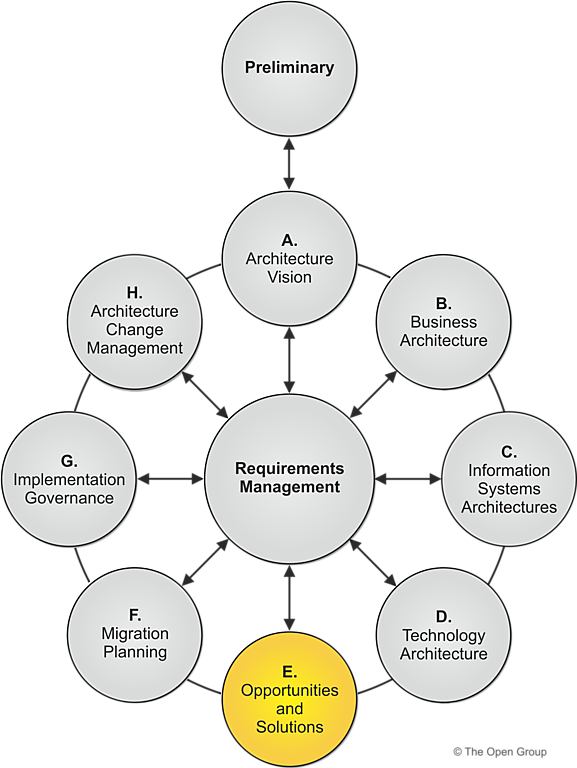 Preliminary
A.
Architecture
Vision
B.
Business
Architecture
C.
Information
Systems
Architectures
D.
Technology
Architecture
E.
Opportunities
and
Solutions
F.
Migration
Planning
G.
Implementation
Governance
H.
Architecture
Change
Management
Requirements
Management
© The Open Group